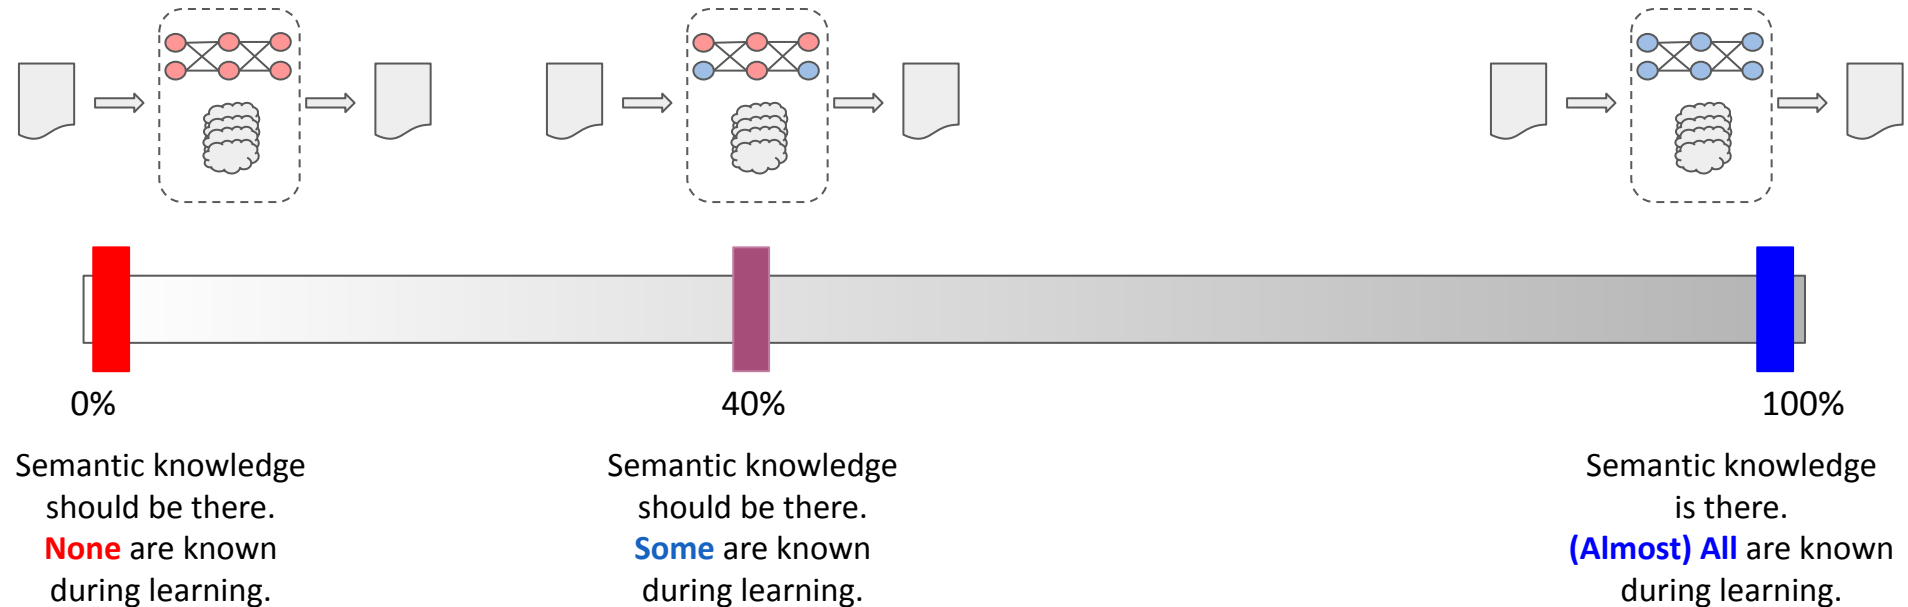 0%
40%
100%
Semantic knowledge
should be there.
None are known
during learning.
Semantic knowledge
should be there.
Some are known
during learning.
Semantic knowledge
is there.
(Almost) All are known
during learning.